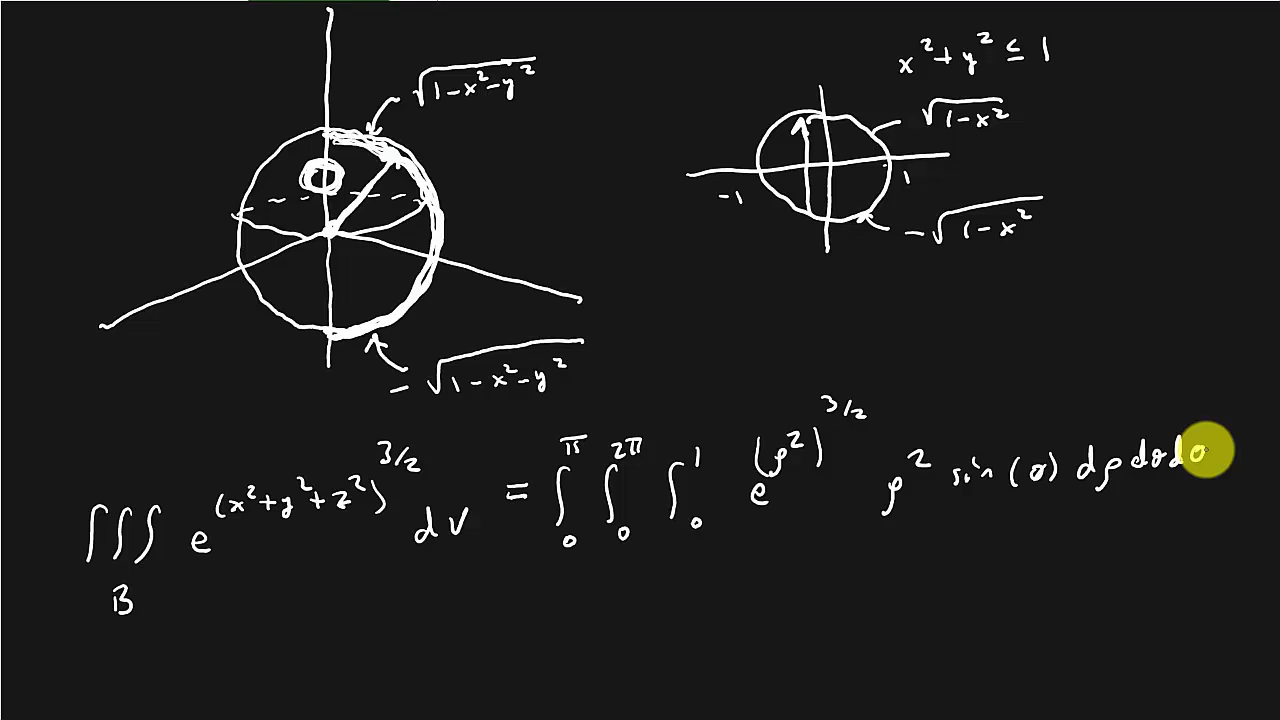 √(1-x²-y²)
x² + y² ≤ 1
√(1-x²)
-1
1
-√(1-x²)
-√(1-x²-y²)
∭_B e^{(x²+y²+z²)^{3/2}} dV = ∫_0^π ∫_0^{2π} ∫_0^1 e^{(ρ²)^{3/2}} ρ² sin(ø) dρ dθ dø